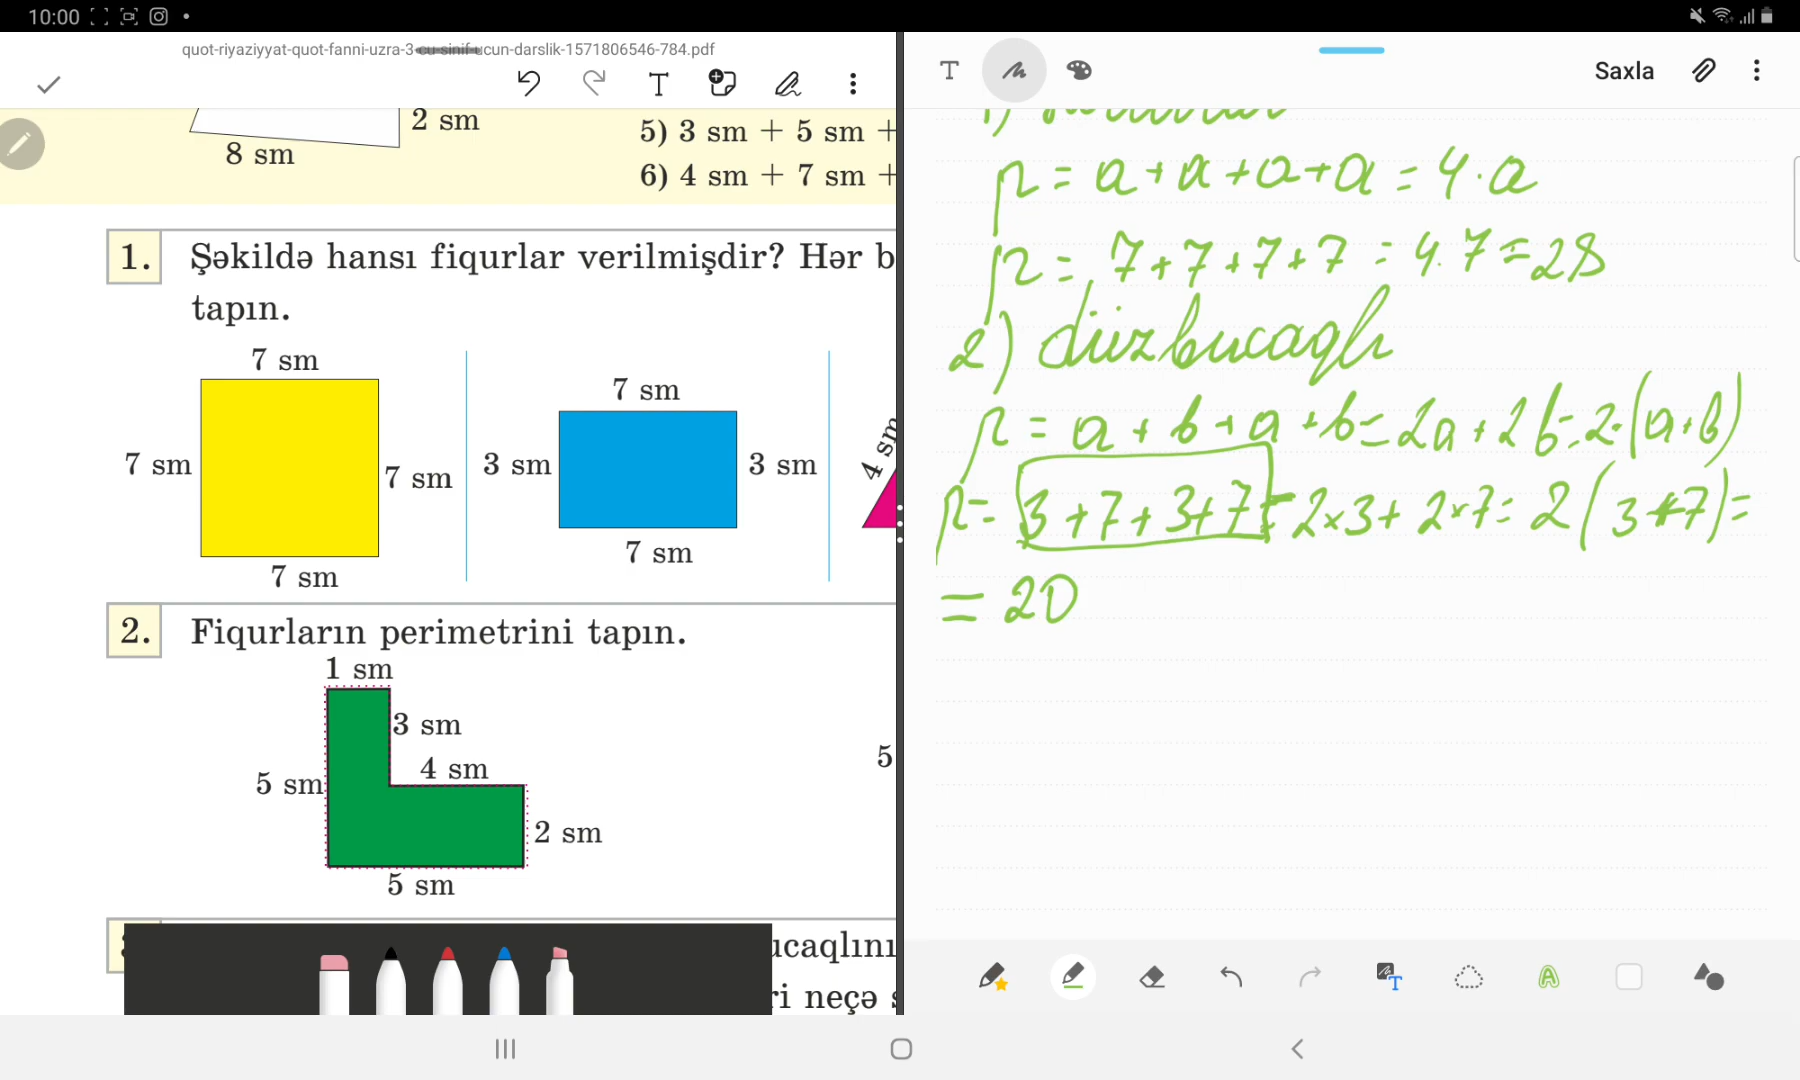 10:00
quot-riyaziyyat-quot-fanni-uzra-3-cu-sinif-ucun-darslik-1571806546-784.pdf
T
2 sm
8 sm
5) 3 sm + 5 sm +
6) 4 sm + 7 sm +
1. Şəkildə hansı fiqurlar verilmişdir? Hər b
tapın.
7 sm
7 sm
7 sm
7 sm
7 sm
3 sm
3 sm
7 sm
4 sm
2. Fiqurların perimetrini tapın.
1 sm
3 sm
4 sm
5 sm
2 sm
5 sm
5
ucaqlını
ri neçə s
T
Saxla
1)
p = a + a + a + a = 4 · a
p = 7 + 7 + 7 + 7 = 4 · 7 = 28
2) düzbucaqlı
p = a + b + a + b = 2a + 2b = 2 · (a + b)
p = 3 + 7 + 3 + 7 = 2 × 3 + 2 × 7 = 2 (3 + 7) =
= 20
T
A